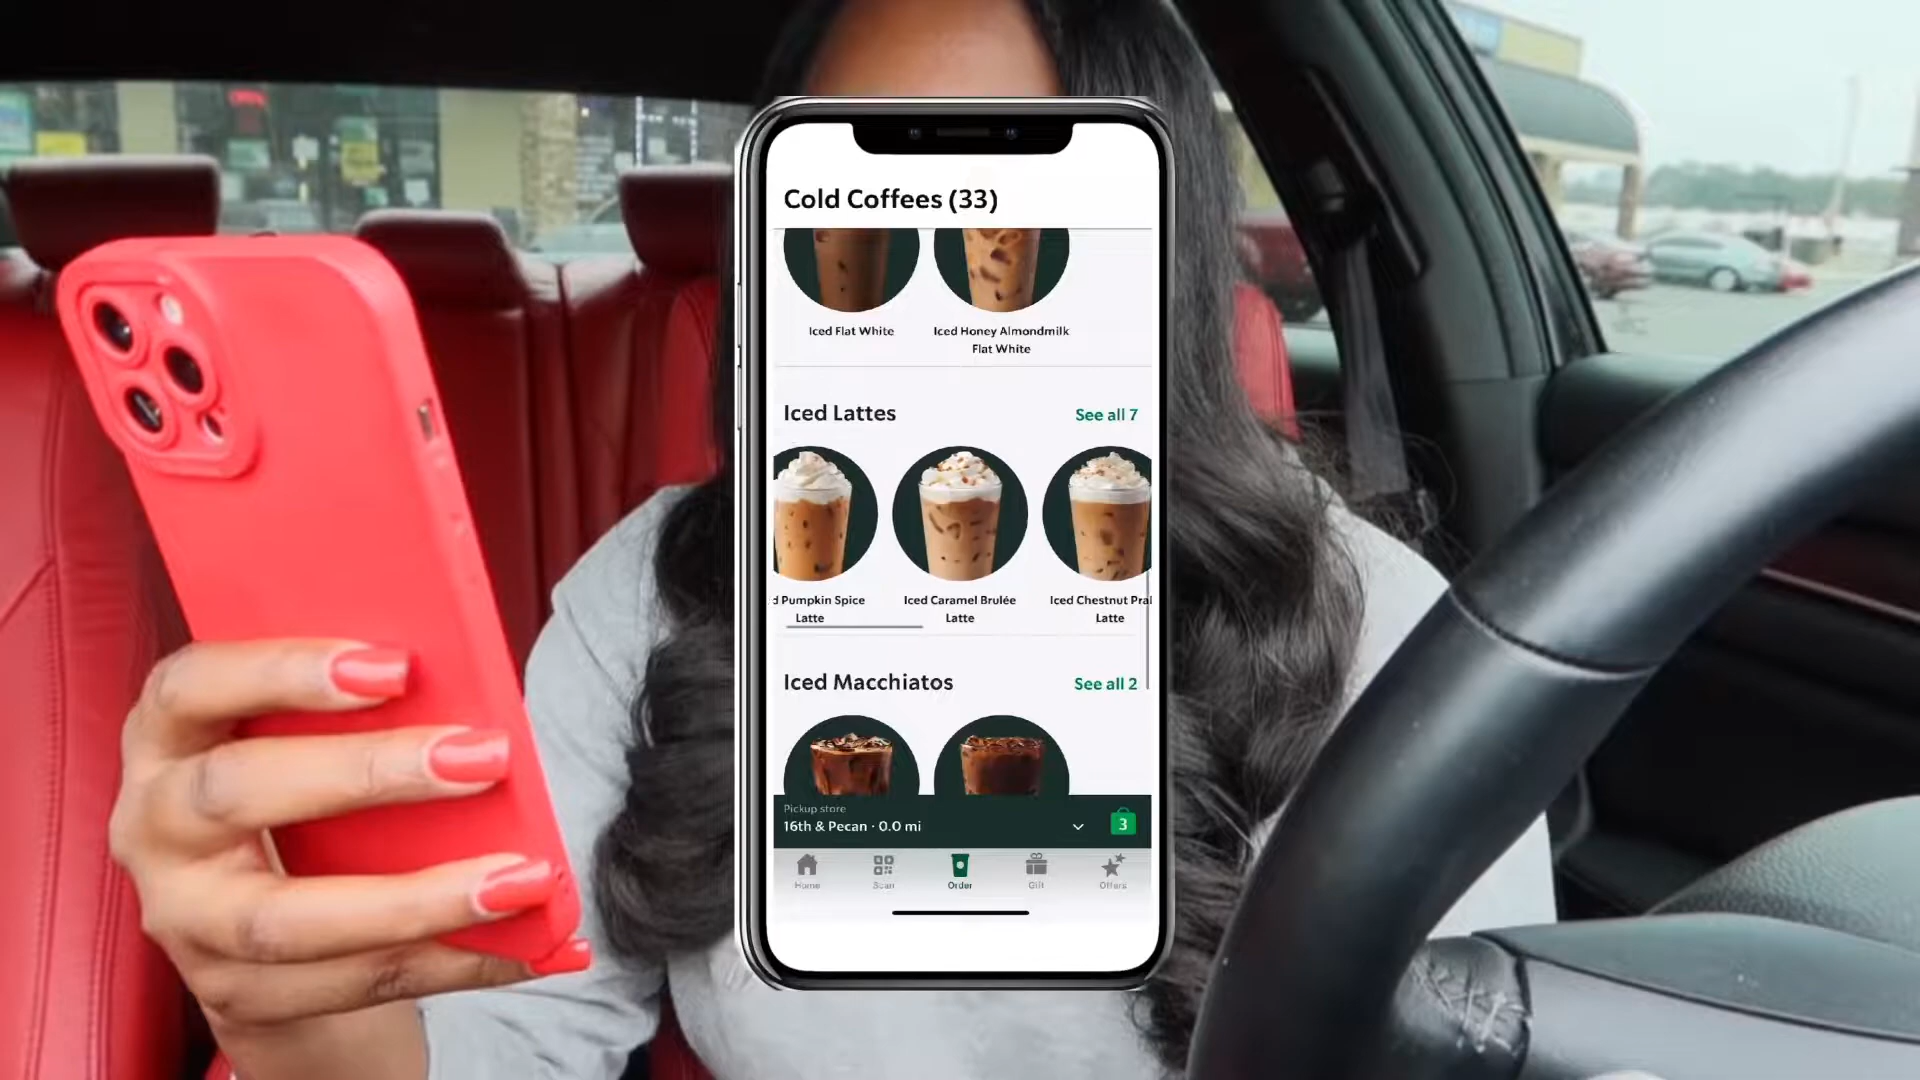 Cold Coffees (33)
Iced Flat White
Iced Honey Almondmilk
Flat White
Iced Lattes
See all 7
d Pumpkin Spice
Latte
Iced Caramel Brulée
Latte
Iced Chestnut Pra
Latte
Iced Macchiatos
See all 2
Pickup store
16th & Pecan · 0.0 mi
3
Home
Scan
Order
Gift
Offers